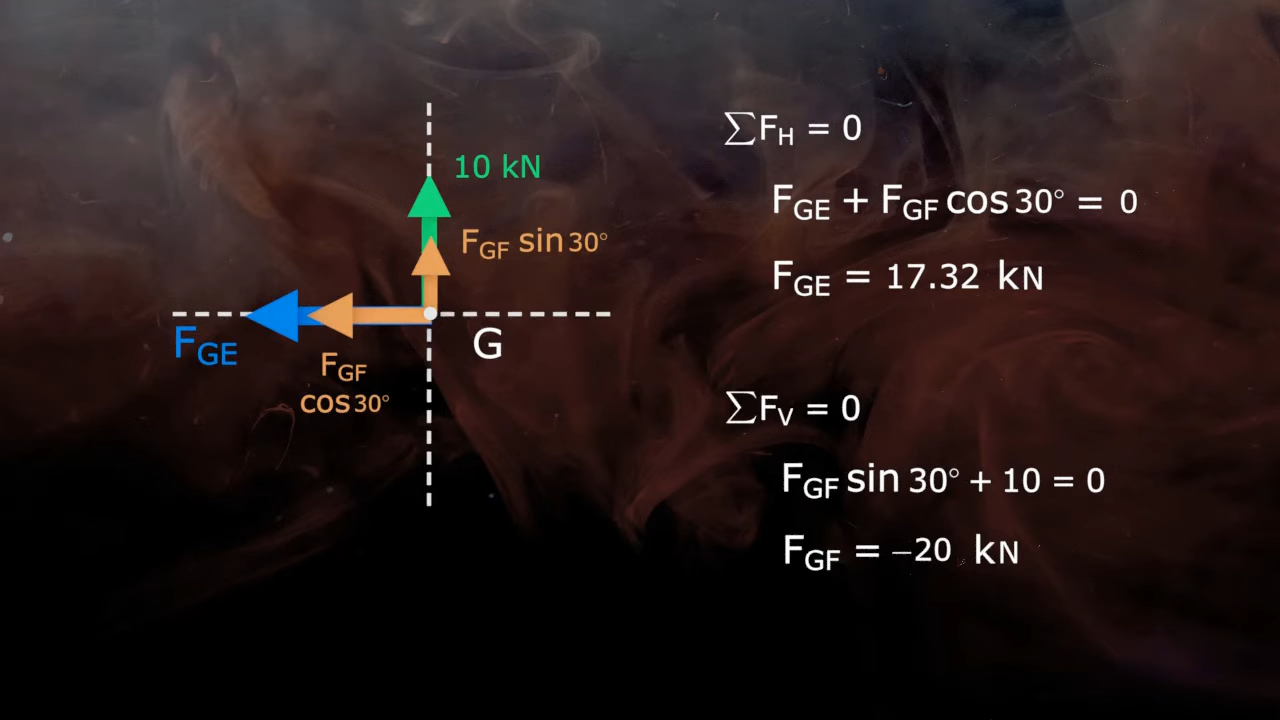 10 kN
F_GF sin 30°
F_GE
G
F_GF
cos 30°
∑F_H = 0
F_GE + F_GF cos 30° = 0
F_GE = 17.32 kN
∑F_V = 0
F_GF sin 30° + 10 = 0
F_GF = −20 kN